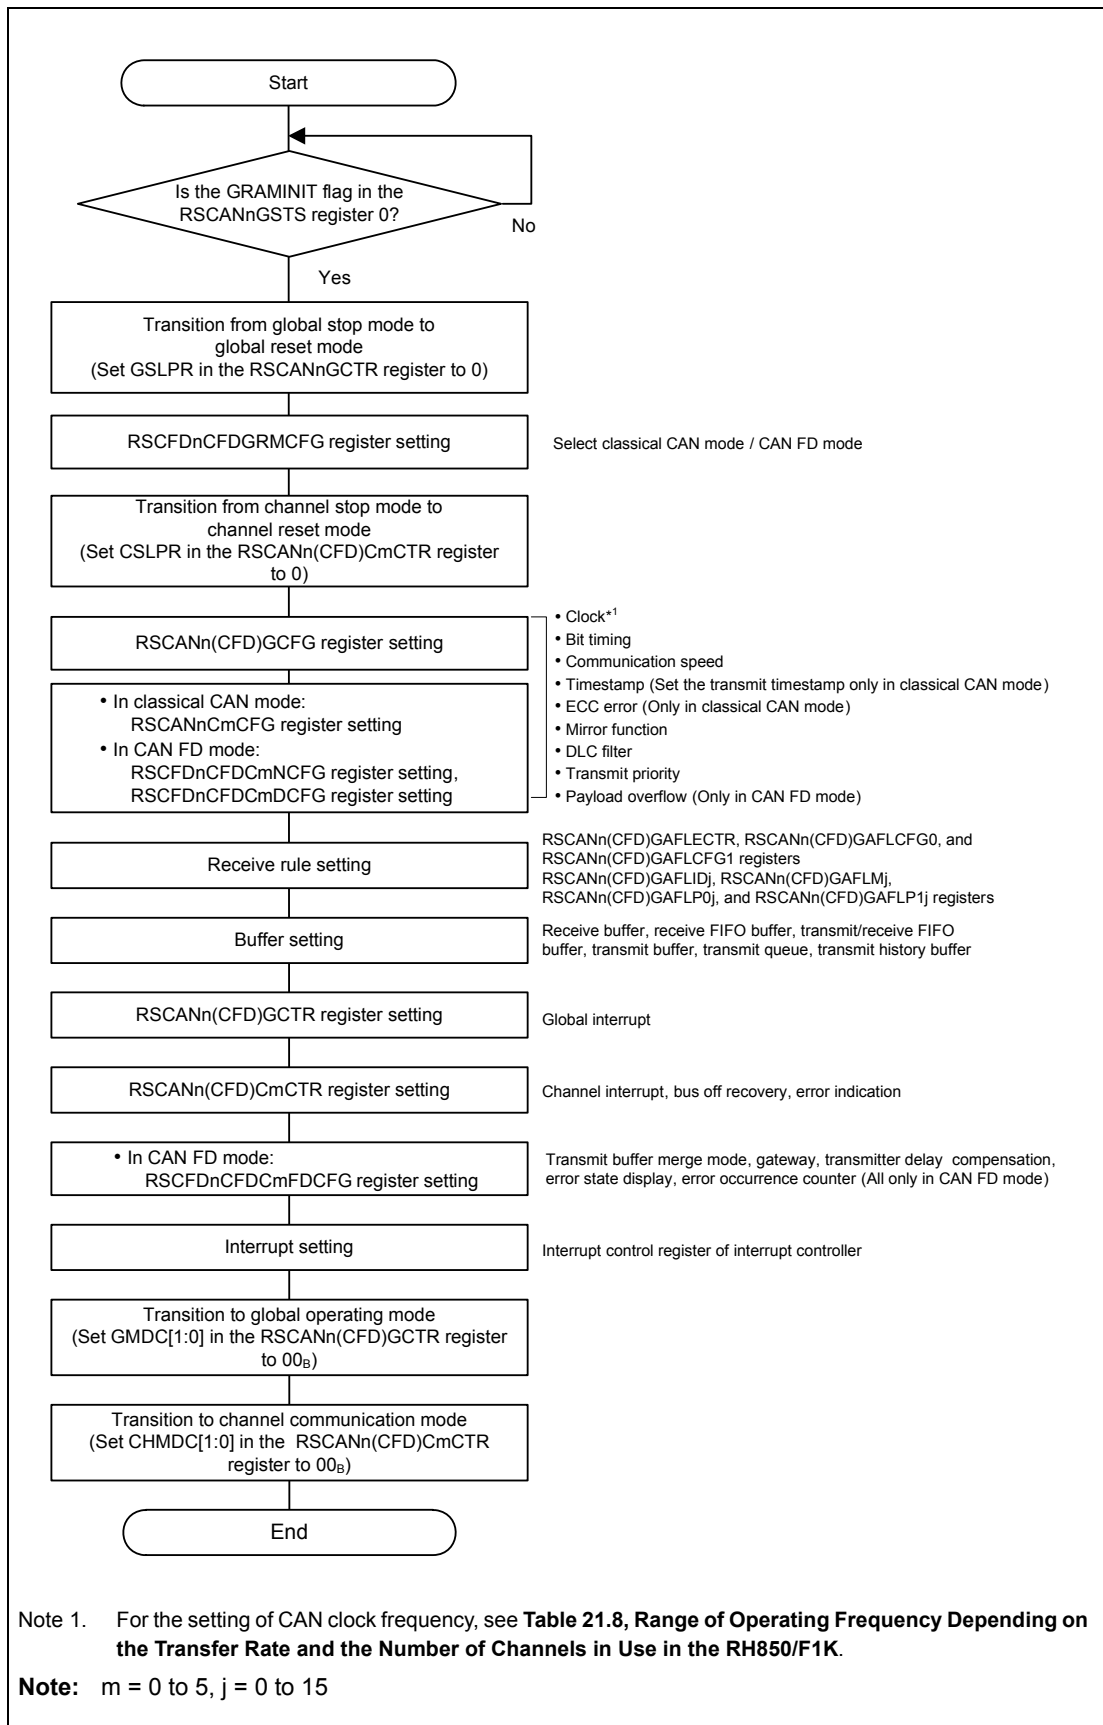 Start
Is the GRAMINIT flag in the
RSCANnGSTS register 0?
No
Yes
Transition from global stop mode to
global reset mode
(Set GSLPR in the RSCANnGCTR register to 0)
RSCFDnCFDGRMCFG register setting
Select classical CAN mode / CAN FD mode
Transition from channel stop mode to
channel reset mode
(Set CSLPR in the RSCANn(CFD)CmCTR register
to 0)
RSCANn(CFD)GCFG register setting
• In classical CAN mode:
RSCANnCmCFG register setting
• In CAN FD mode:
RSCFDnCFDCmNCFG register setting,
RSCFDnCFDCmDCFG register setting
• Clock*1
• Bit timing
• Communication speed
• Timestamp (Set the transmit timestamp only in classical CAN mode)
• ECC error (Only in classical CAN mode)
• Mirror function
• DLC filter
• Transmit priority
• Payload overflow (Only in CAN FD mode)
Receive rule setting
RSCANn(CFD)GAFLECTR, RSCANn(CFD)GAFLCFG0, and
RSCANn(CFD)GAFLCFG1 registers
RSCANn(CFD)GAFLIDj, RSCANn(CFD)GAFLMj,
RSCANn(CFD)GAFLP0j, and RSCANn(CFD)GAFLP1j registers
Buffer setting
Receive buffer, receive FIFO buffer, transmit/receive FIFO
buffer, transmit buffer, transmit queue, transmit history buffer
RSCANn(CFD)GCTR register setting
Global interrupt
RSCANn(CFD)CmCTR register setting
Channel interrupt, bus off recovery, error indication
• In CAN FD mode:
RSCFDnCFDCmFDCFG register setting
Transmit buffer merge mode, gateway, transmitter delay compensation,
error state display, error occurrence counter (All only in CAN FD mode)
Interrupt setting
Interrupt control register of interrupt controller
Transition to global operating mode
(Set GMDC[1:0] in the RSCANn(CFD)GCTR register
to 00B)
Transition to channel communication mode
(Set CHMDC[1:0] in the RSCANn(CFD)CmCTR
register to 00B)
End
Note 1. For the setting of CAN clock frequency, see Table 21.8, Range of Operating Frequency Depending on
the Transfer Rate and the Number of Channels in Use in the RH850/F1K.
Note: m = 0 to 5, j = 0 to 15